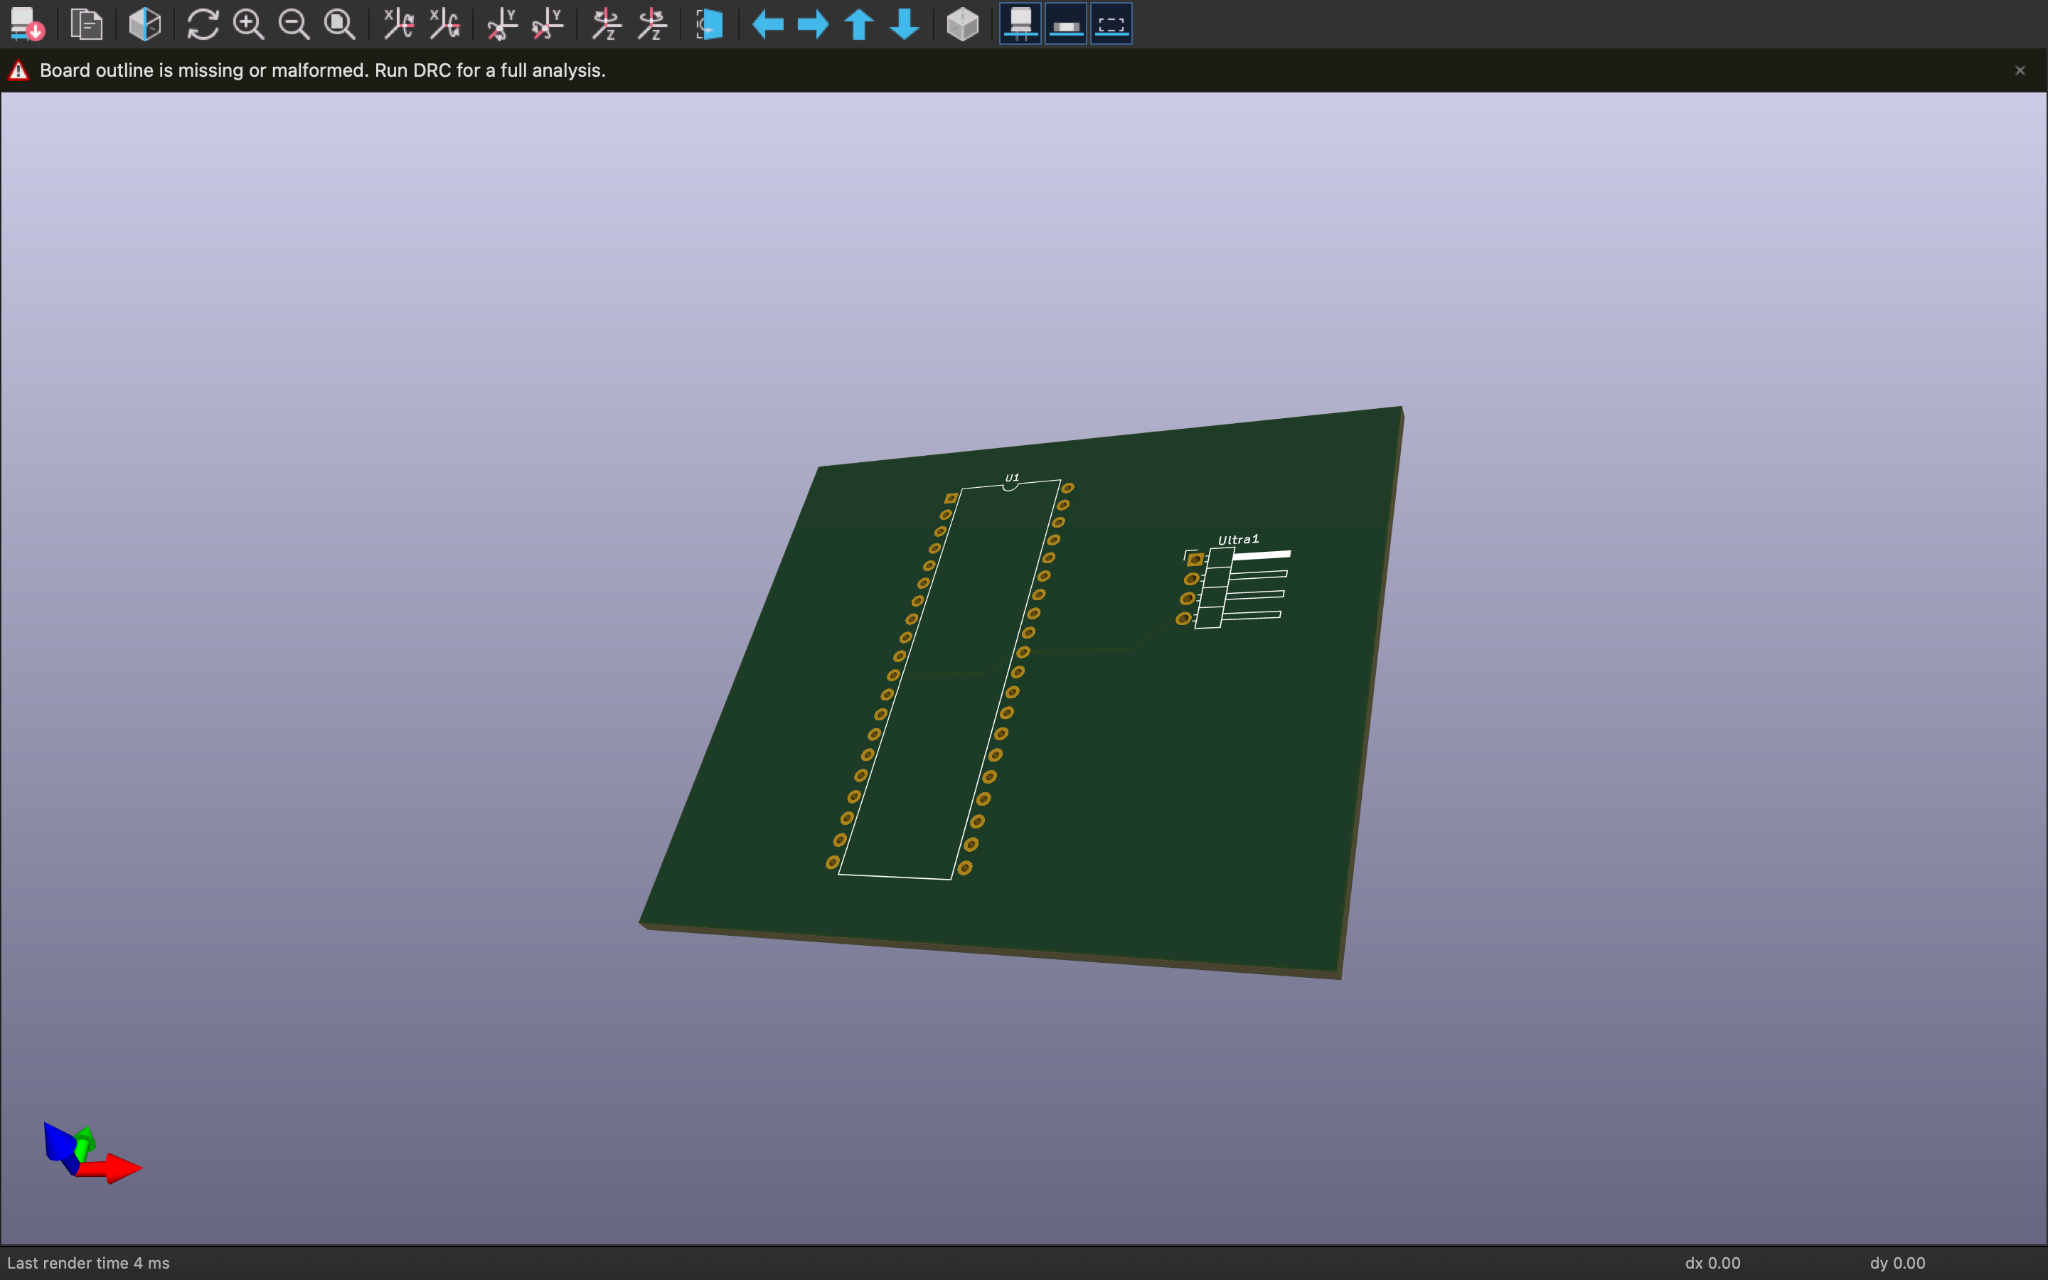 X
X
Y
Y
Z
Z
Board outline is missing or malformed. Run DRC for a full analysis.
U1
Ultra1
Last render time 4 ms
dx 0.00
dy 0.00